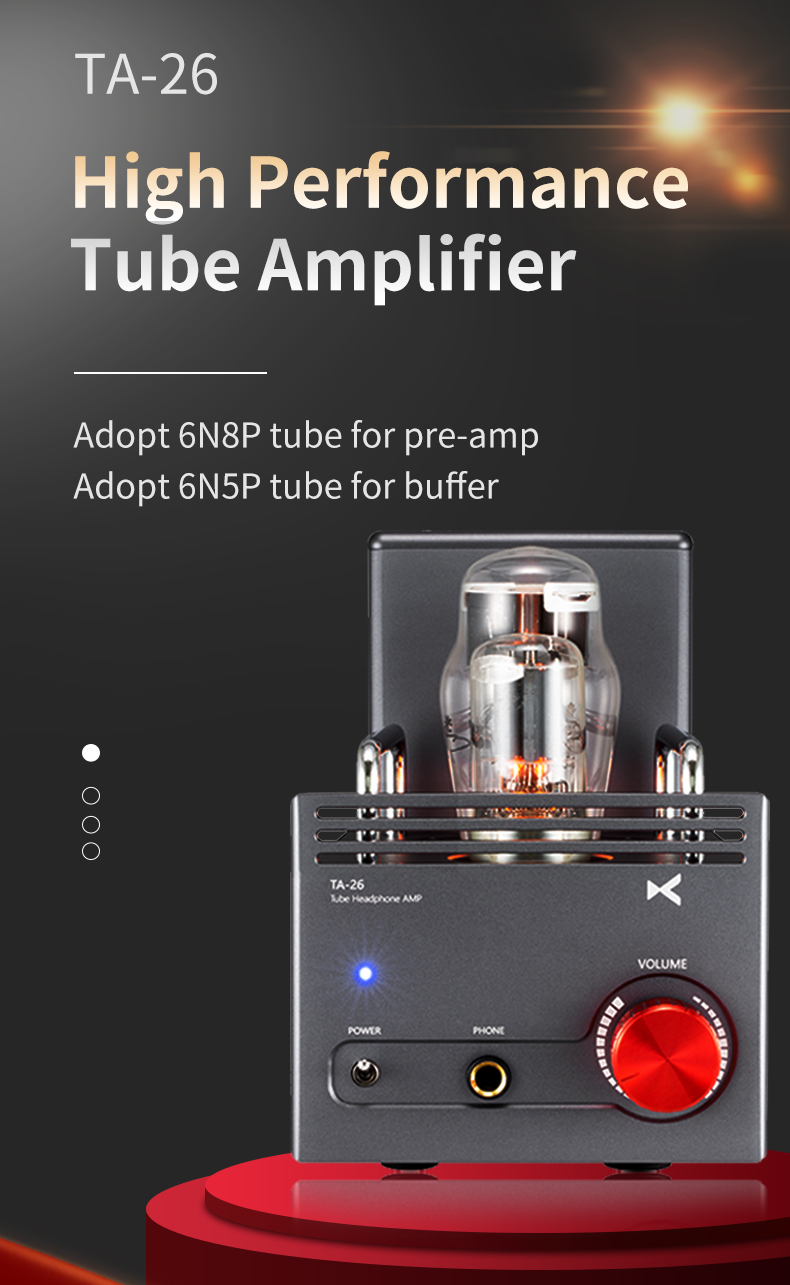 TA-26
High Performance
Tube Amplifier
Adopt 6N8P tube for pre-amp
Adopt 6N5P tube for buffer
TA-26
Tube Headphone AMP
VOLUME
POWER
PHONE